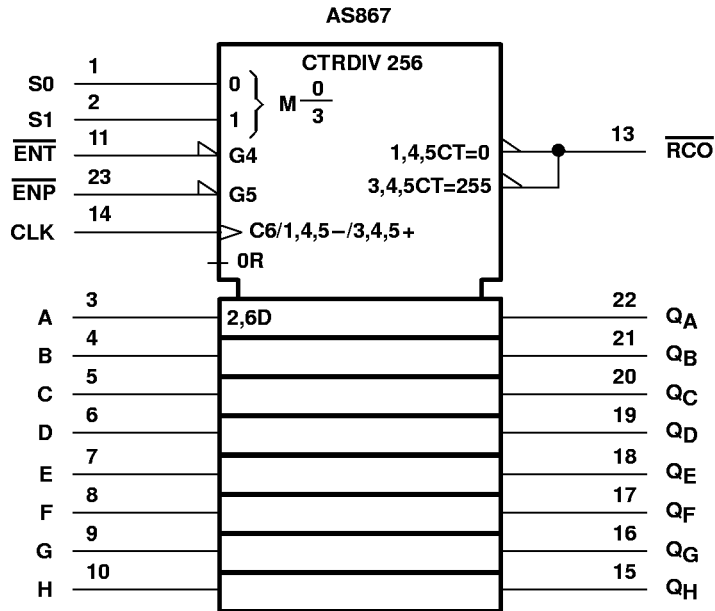 AS867
CTRDIV 256
S0 1 0 M 0/3
S1 2 1
ENT 11 G4 1,4,5CT=0 13 RCO
ENP 23 G5 3,4,5CT=255
CLK 14 C6/1,4,5−/3,4,5+
0R
A 3 2,6D 22 QA
B 4 21 QB
C 5 20 QC
D 6 19 QD
E 7 18 QE
F 8 17 QF
G 9 16 QG
H 10 15 QH